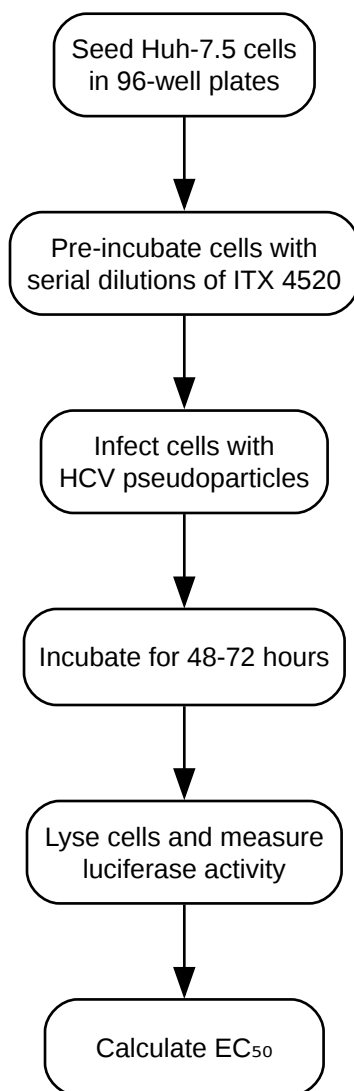 Seed Huh-7.5 cells
in 96-well plates
Pre-incubate cells with
serial dilutions of ITX 4520
Infect cells with
HCV pseudoparticles
Incubate for 48-72 hours
Lyse cells and measure
luciferase activity
Calculate EC₅₀